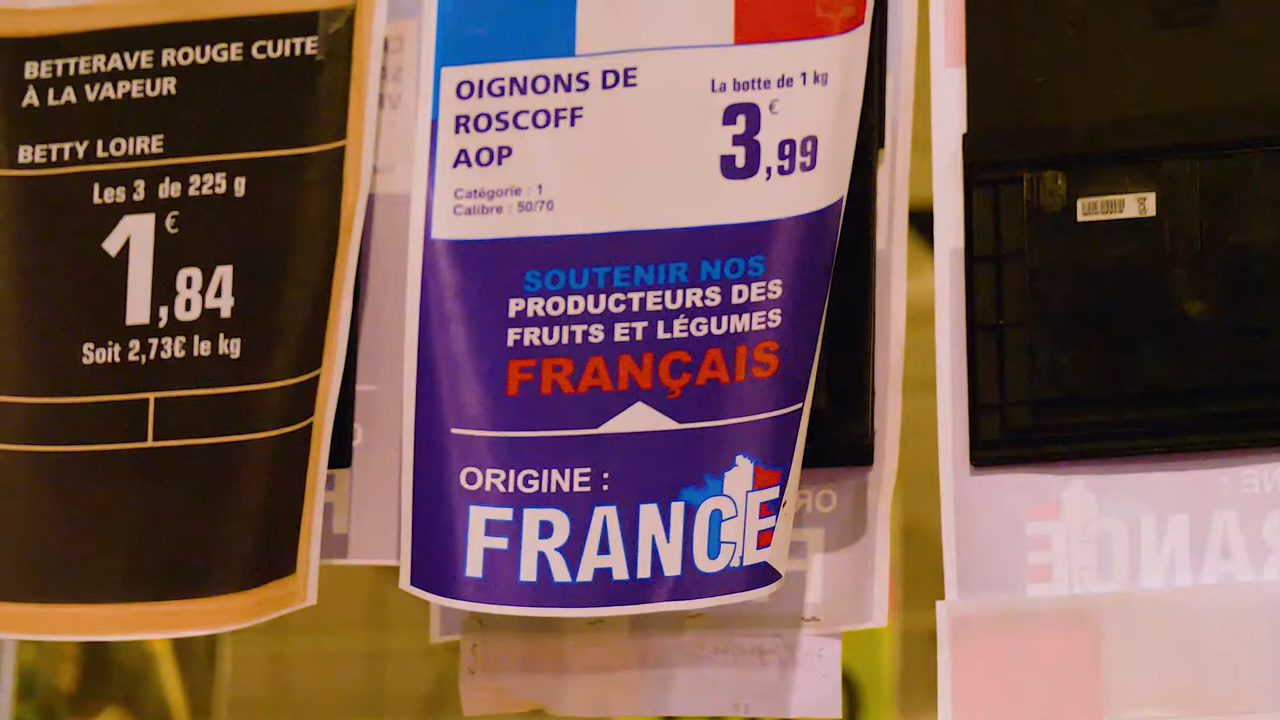 BETTERAVE ROUGE CUITE
À LA VAPEUR
BETTY LOIRE
Les 3 de 225 g
1€,84
Soit 2,73€ le kg
OIGNONS DE
ROSCOFF
AOP
Catégorie : 1
Calibre : 50/70
La botte de 1 kg
3€,99
SOUTENIR NOS
PRODUCTEURS DES
FRUITS ET LÉGUMES
FRANÇAIS
ORIGINE :
FRANCE